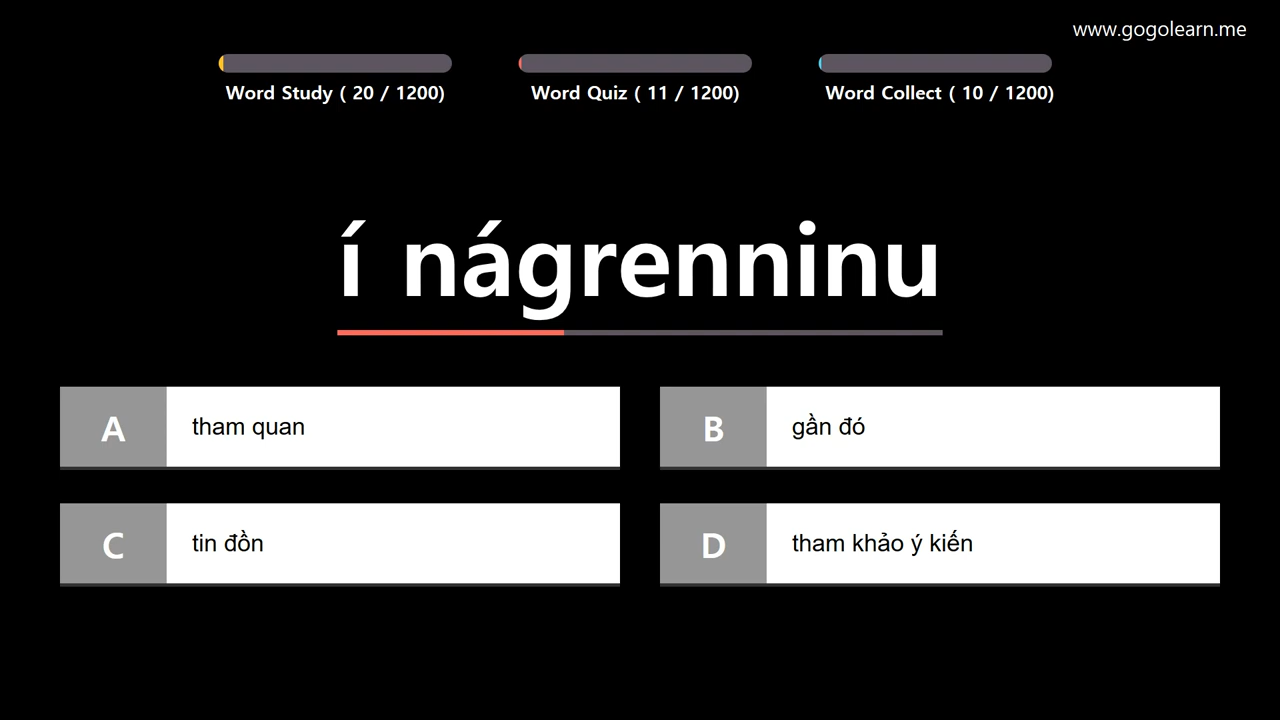 www.gogolearn.me
Word Study ( 20 / 1200)
Word Quiz ( 11 / 1200)
Word Collect ( 10 / 1200)
í nágrenninu
A
tham quan
B
gần đó
C
tin đồn
D
tham khảo ý kiến